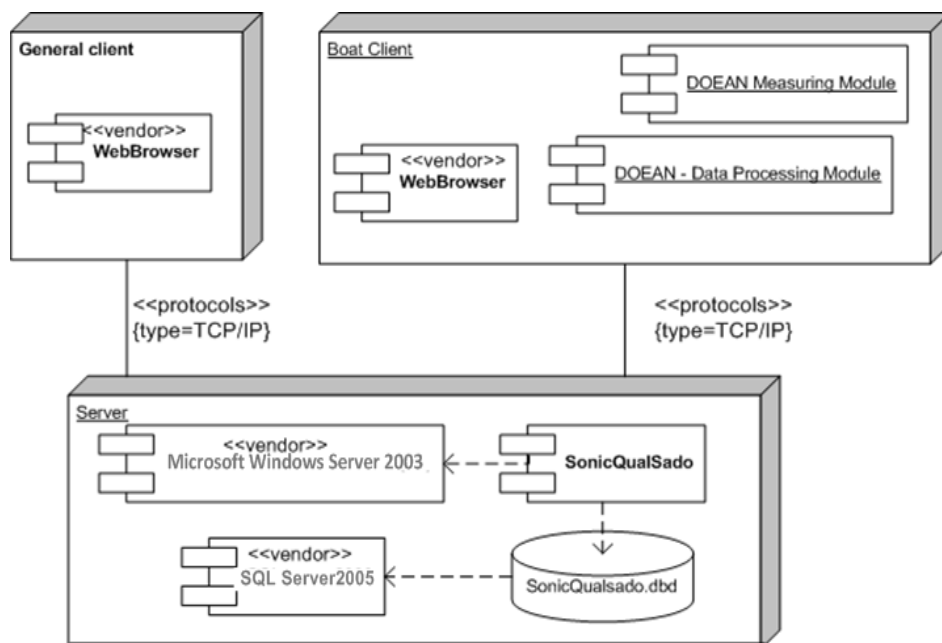 General client
<<vendor>>
WebBrowser
Boat Client
DOEAN Measuring Module
<<vendor>>
WebBrowser
DOEAN - Data Processing Module
<<protocols>>
{type=TCP/IP}
<<protocols>>
{type=TCP/IP}
Server
<<vendor>>
Microsoft Windows Server 2003
SonicQualSado
<<vendor>>
SQL Server2005
SonicQualsado.dbd